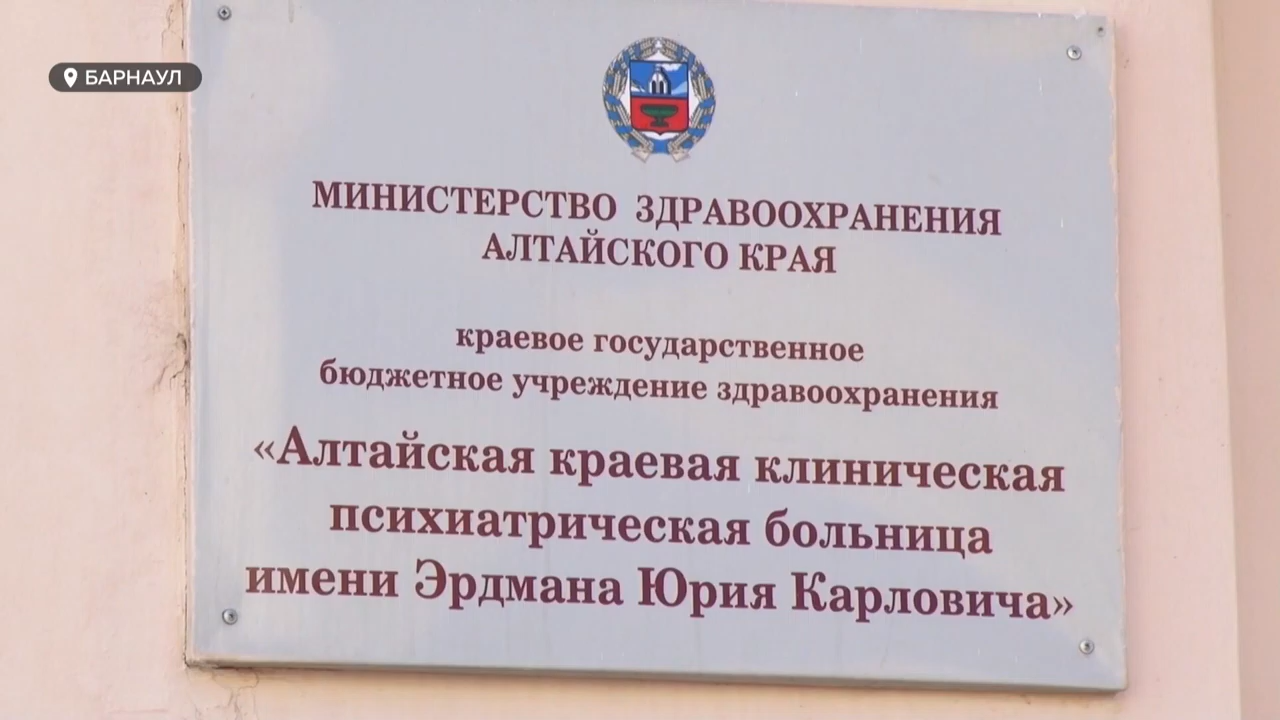 БАРНАУЛ
МИНИСТЕРСТВО ЗДРАВООХРАНЕНИЯ
АЛТАЙСКОГО КРАЯ
краевое государственное
бюджетное учреждение здравоохранения
«Алтайская краевая клиническая
психиатрическая больница
имени Эрдмана Юрия Карловича»